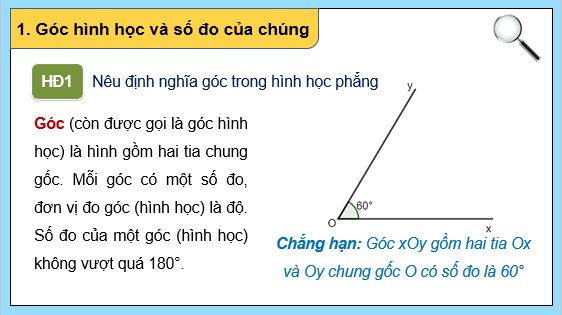 1. Góc hình học và số đo của chúng
HĐ1 Nêu định nghĩa góc trong hình học phẳng
Góc (còn được gọi là góc hình
học) là hình gồm hai tia chung
gốc. Mỗi góc có một số đo,
đơn vị đo góc (hình học) là độ.
Số đo của một góc (hình học)
không vượt quá 180°.
y
60°
O
x
Chẳng hạn: Góc xOy gồm hai tia Ox
và Oy chung gốc O có số đo là 60°